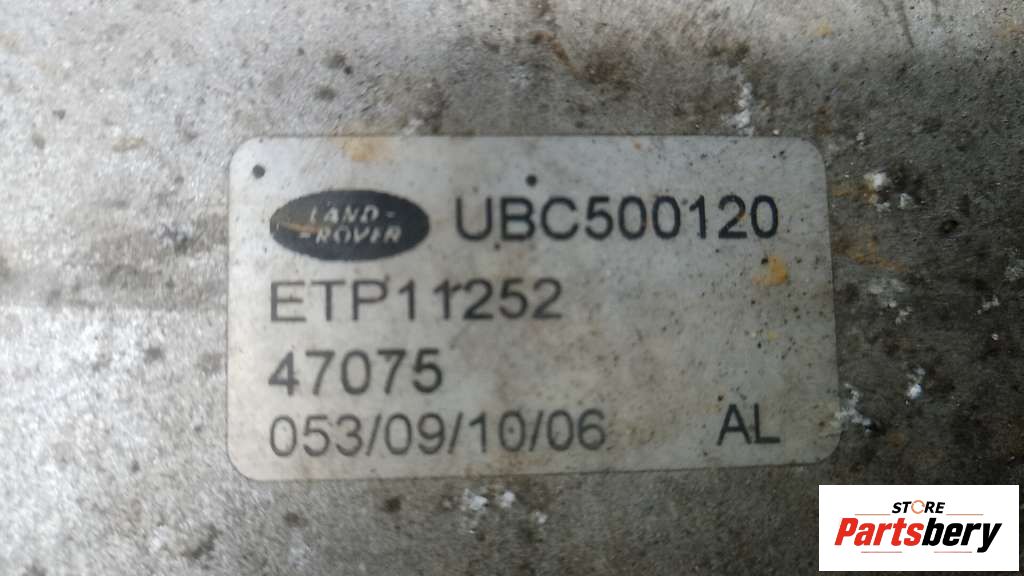 LAND-
-ROVER
UBC500120
ETP11252
47075
053/09/10/06 AL
STORE
Partsbery